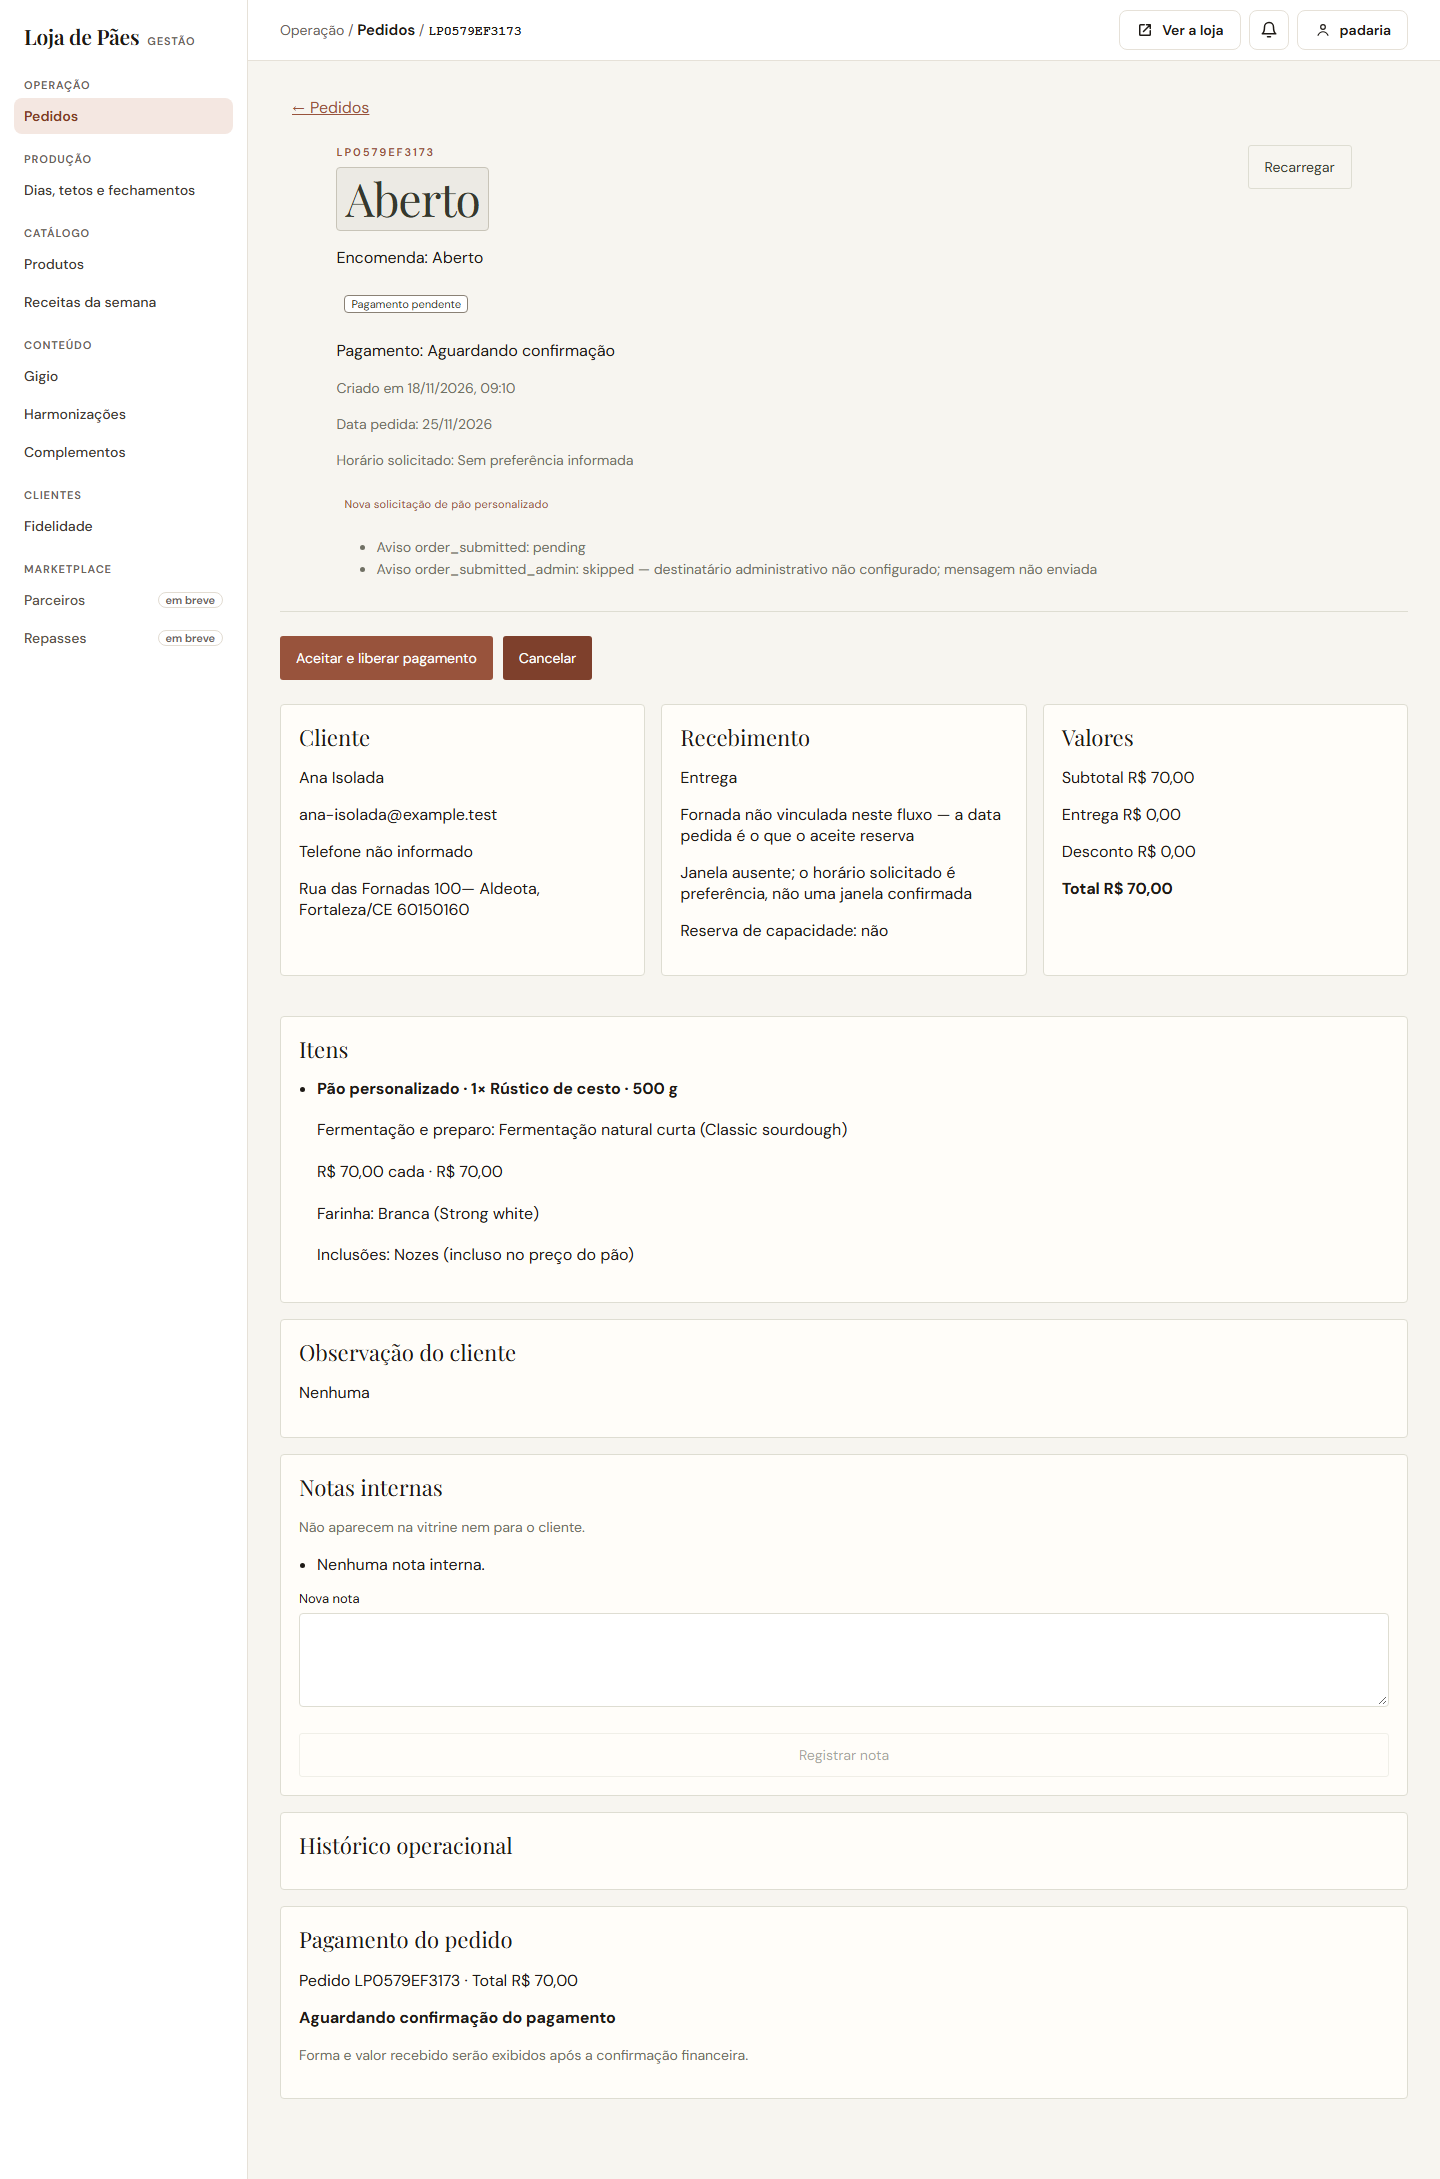 Loja de Pães GESTÃO
OPERAÇÃO
Pedidos
PRODUÇÃO
Dias, tetos e fechamentos
CATÁLOGO
Produtos
Receitas da semana
CONTEÚDO
Gigio
Harmonizações
Complementos
CLIENTES
Fidelidade
MARKETPLACE
Parceiros em breve
Repasses em breve
Operação / Pedidos / LP0579EF3173
Ver a loja
padaria
← Pedidos
LP0579EF3173
Recarregar
Aberto
Encomenda: Aberto
Pagamento pendente
Pagamento: Aguardando confirmação
Criado em 18/11/2026, 09:10
Data pedida: 25/11/2026
Horário solicitado: Sem preferência informada
Nova solicitação de pão personalizado
• Aviso order_submitted: pending
• Aviso order_submitted_admin: skipped — destinatário administrativo não configurado; mensagem não enviada
Aceitar e liberar pagamento
Cancelar
Cliente
Ana Isolada
ana-isolada@example.test
Telefone não informado
Rua das Fornadas 100— Aldeota,
Fortaleza/CE 60150160
Recebimento
Entrega
Fornada não vinculada neste fluxo — a data
pedida é o que o aceite reserva
Janela ausente; o horário solicitado é
preferência, não uma janela confirmada
Reserva de capacidade: não
Valores
Subtotal R$ 70,00
Entrega R$ 0,00
Desconto R$ 0,00
Total R$ 70,00
Itens
• Pão personalizado · 1× Rústico de cesto · 500 g
Fermentação e preparo: Fermentação natural curta (Classic sourdough)
R$ 70,00 cada · R$ 70,00
Farinha: Branca (Strong white)
Inclusões: Nozes (incluso no preço do pão)
Observação do cliente
Nenhuma
Notas internas
Não aparecem na vitrine nem para o cliente.
• Nenhuma nota interna.
Nova nota
Registrar nota
Histórico operacional
Pagamento do pedido
Pedido LP0579EF3173 · Total R$ 70,00
Aguardando confirmação do pagamento
Forma e valor recebido serão exibidos após a confirmação financeira.